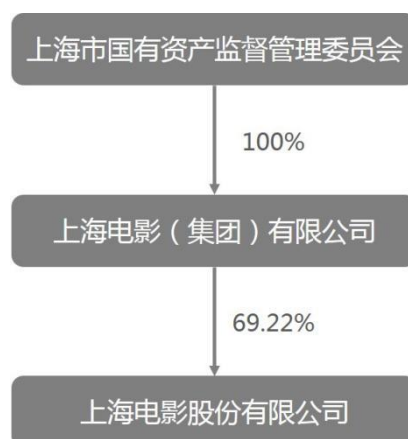 上海市国有资产监督管理委员会
100%
上海电影（集团）有限公司
69.22%
上海电影股份有限公司